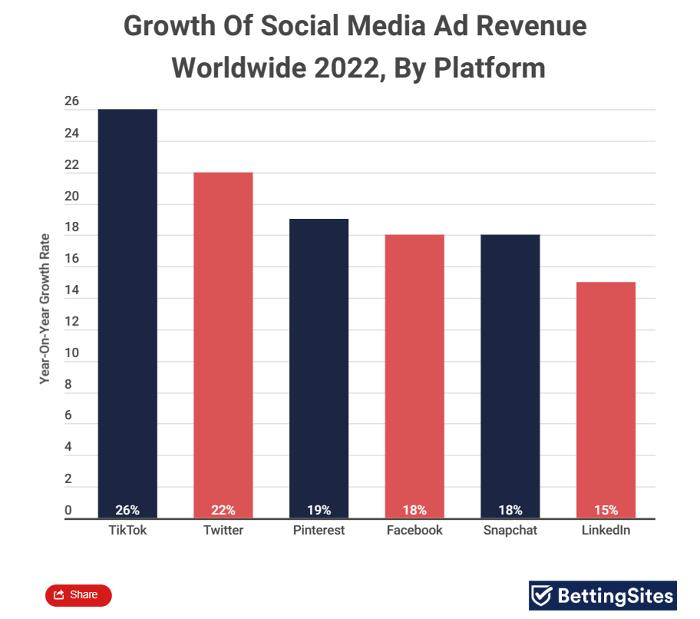 Growth Of Social Media Ad Revenue
Worldwide 2022, By Platform
Year-On-Year Growth Rate
26
24
22
20
18
16
14
12
10
8
6
4
2
0
26% 22% 19% 18% 18% 15%
TikTok Twitter Pinterest Facebook Snapchat LinkedIn
Share
BettingSites